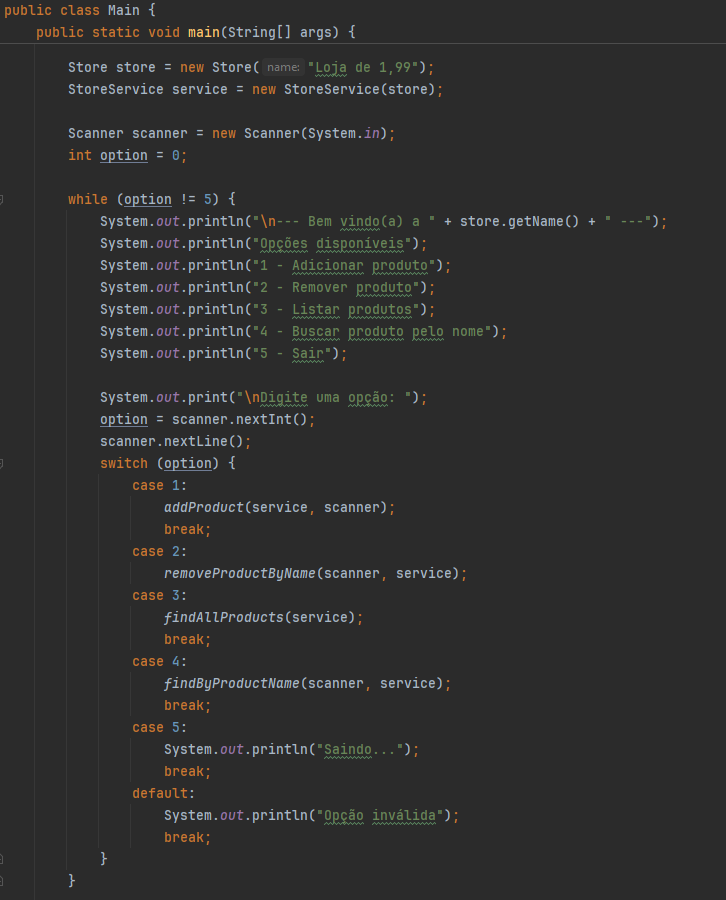 public class Main {
public static void main(String[] args) {
Store store = new Store( name: "Loja de 1,99");
StoreService service = new StoreService(store);
Scanner scanner = new Scanner(System.in);
int option = 0;
while (option != 5) {
System.out.println("\n--- Bem vindo(a) a " + store.getName() + " ---");
System.out.println("Opções disponiveis");
System.out.println("1 - Adicionar produto");
System.out.println("2 - Remover produto");
System.out.println("3 - Listar produtos");
System.out.println("4 - Buscar produto pelo nome");
System.out.println("5 - Sair");
System.out.print("\nDigite uma opção: ");
option = scanner.nextInt();
scanner.nextLine();
switch (option) {
case 1:
addProduct(service, scanner);
break;
case 2:
removeProductByName(scanner, service);
case 3:
findAllProducts(service);
break;
case 4:
findByProductName(scanner, service);
break;
case 5:
System.out.println("Saindo...");
break;
default:
System.out.println("Opção inválida");
break;
}
}